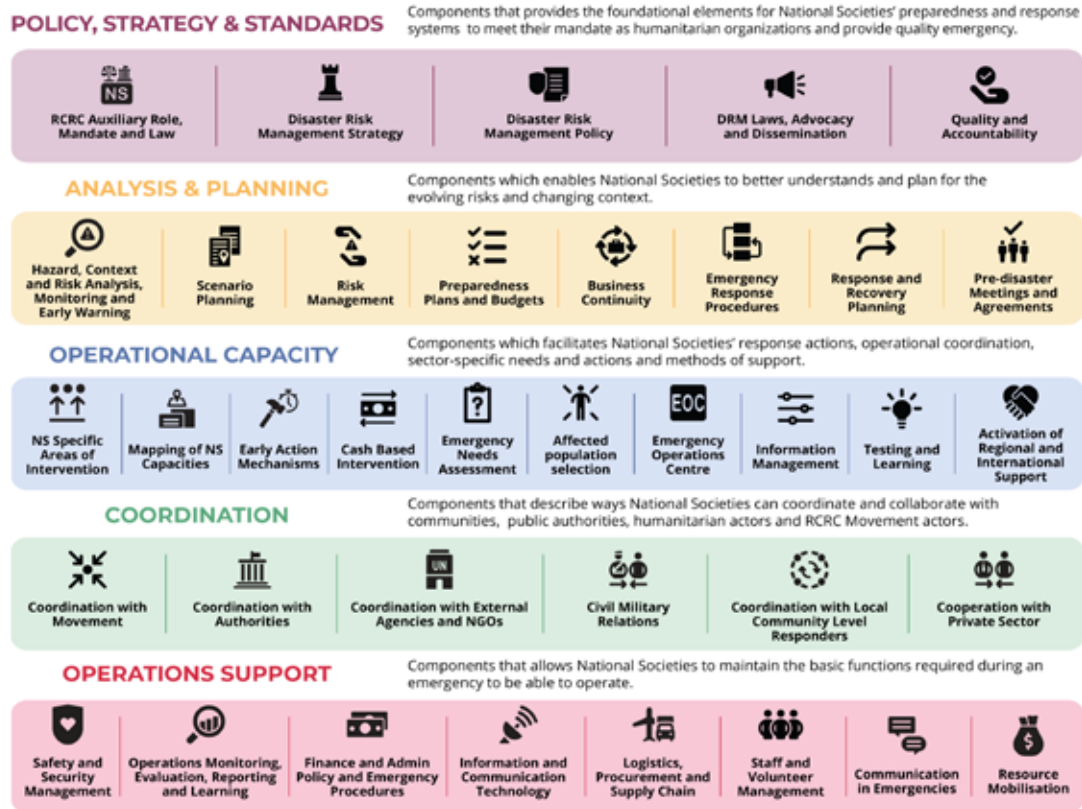 POLICY, STRATEGY & STANDARDS
Components that provides the foundational elements for National Societies' preparedness and response
systems to meet their mandate as humanitarian organizations and provide quality emergency.
NS
RCRC Auxiliary Role,
Mandate and Law
Disaster Risk
Management Strategy
Disaster Risk
Management Policy
DRM Laws, Advocacy
and Dissemination
Quality and
Accountability
ANALYSIS & PLANNING
Components which enables National Societies to better understands and plan for the
evolving risks and changing context.
Hazard, Context
and Risk Analysis,
Monitoring and
Early Warning
Scenario
Planning
Risk
Management
Preparedness
Plans and Budgets
Business
Continuity
Emergency
Response
Procedures
Response and
Recovery
Planning
Pre-disaster
Meetings and
Agreements
OPERATIONAL CAPACITY
Components which facilitates National Societies' response actions, operational coordination,
sector-specific needs and actions and methods of support.
NS Specific
Areas of
Intervention
Mapping of NS
Capacities
Early Action
Mechanisms
Cash Based
Intervention
Emergency
Needs
Assessment
Affected
population
selection
EOC
Emergency
Operations
Centre
Information
Management
Testing and
Learning
Activation of
Regional and
International
Support
COORDINATION
Components that describe ways National Societies can coordinate and collaborate with
communities, public authorities, humanitarian actors and RCRC Movement actors.
Coordination with
Movement
Coordination with
Authorities
UN
Coordination with External
Agencies and NGOs
Civil Military
Relations
Coordination with Local
Community Level
Responders
Cooperation with
Private Sector
OPERATIONS SUPPORT
Components that allows National Societies to maintain the basic functions required during an
emergency to be able to operate.
Safety and
Security
Management
Operations Monitoring,
Evaluation, Reporting
and Learning
Finance and Admin
Policy and Emergency
Procedures
Information and
Communication
Technology
Logistics,
Procurement and
Supply Chain
Staff and
Volunteer
Management
Communication
in Emergencies
$
Resource
Mobilisation